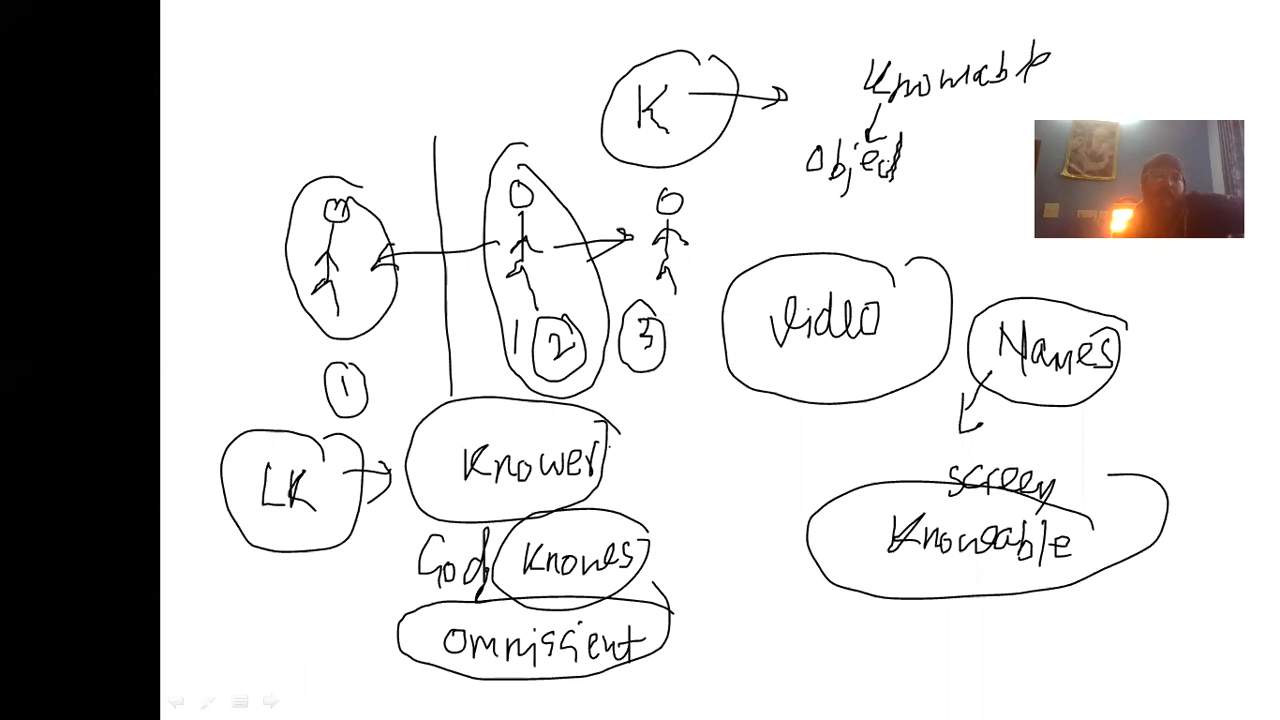 K
Knowable
Object
1
2
3
video
Names
1
LK
Knower
screen
God Knows
Knowable
omniscient